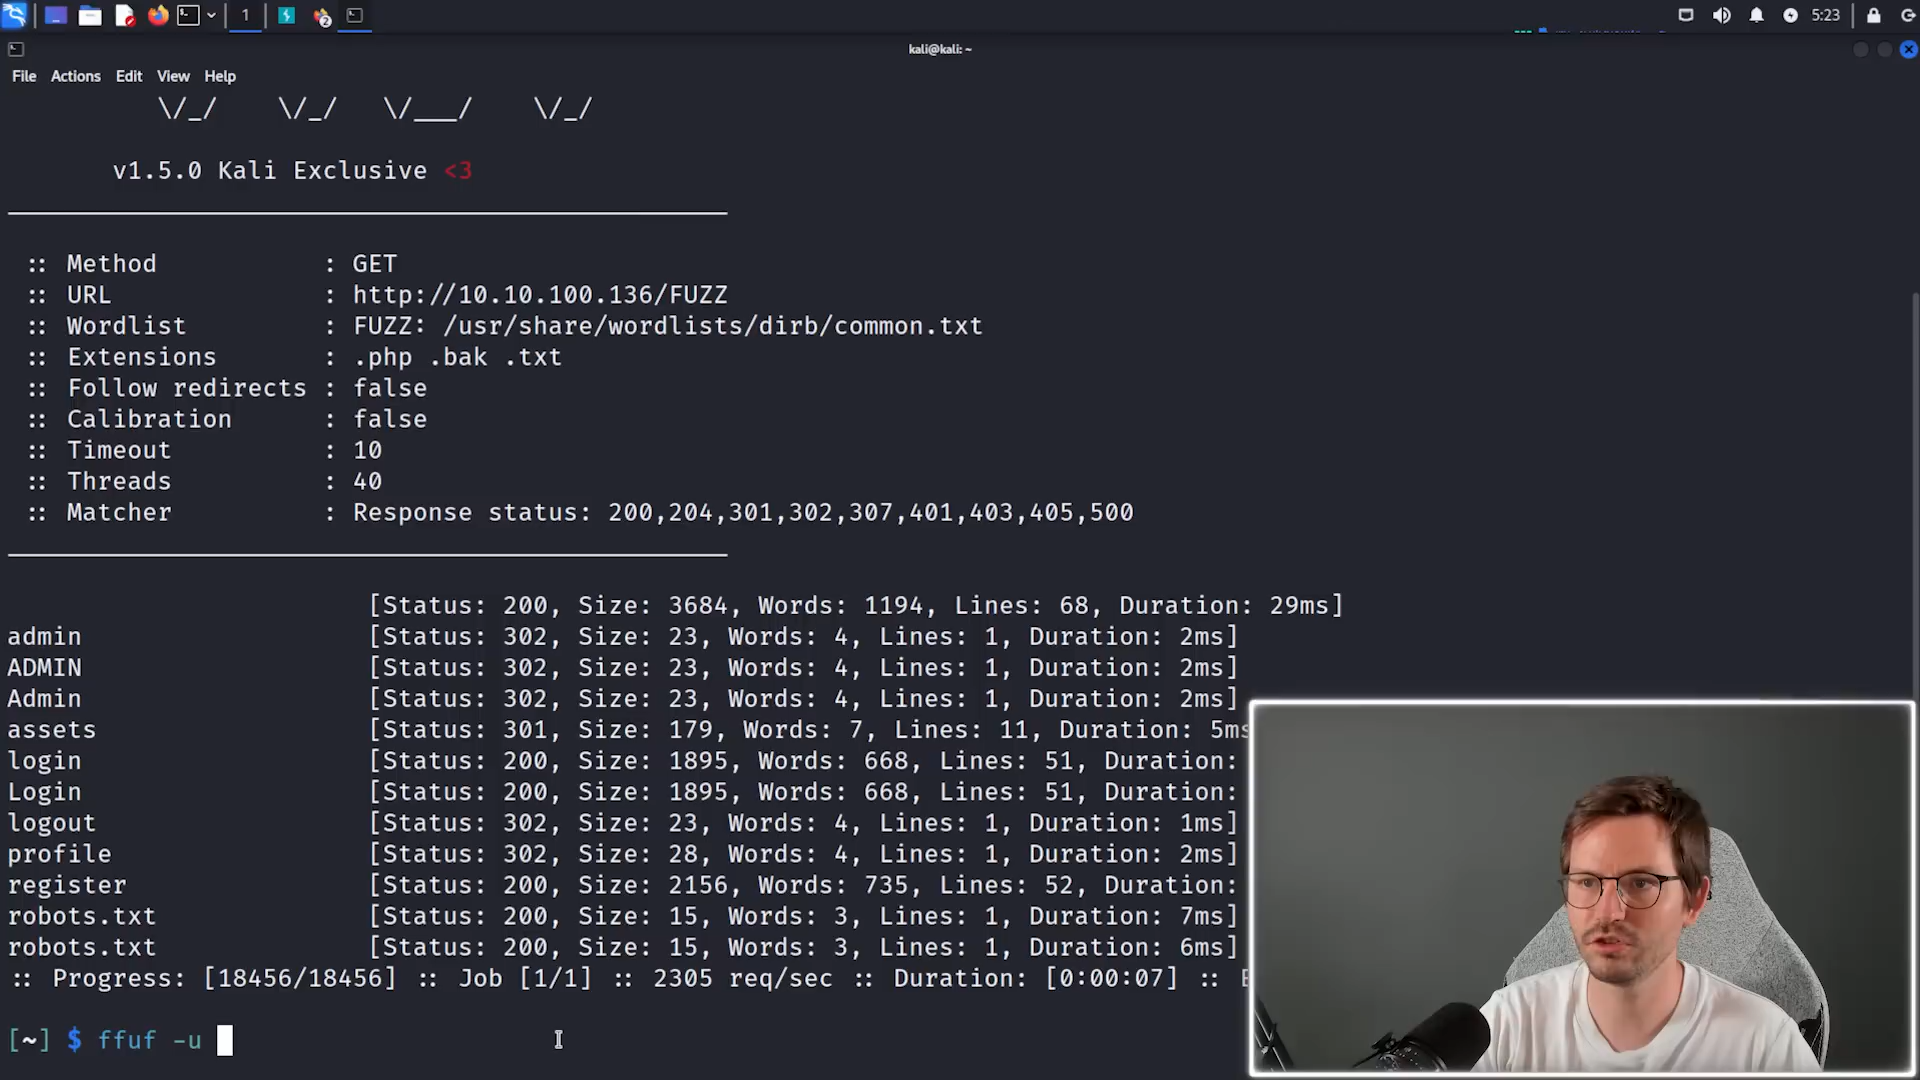 1
2
5:23
kali@kali: ~
File Actions Edit View Help
\/_/    \/_/   \/___/    \/_/
v1.5.0 Kali Exclusive <3
:: Method : GET
:: URL : http://10.10.100.136/FUZZ
:: Wordlist : FUZZ: /usr/share/wordlists/dirb/common.txt
:: Extensions : .php .bak .txt
:: Follow redirects : false
:: Calibration : false
:: Timeout : 10
:: Threads : 40
:: Matcher : Response status: 200,204,301,302,307,401,403,405,500
[Status: 200, Size: 3684, Words: 1194, Lines: 68, Duration: 29ms]
admin [Status: 302, Size: 23, Words: 4, Lines: 1, Duration: 2ms]
ADMIN [Status: 302, Size: 23, Words: 4, Lines: 1, Duration: 2ms]
Admin [Status: 302, Size: 23, Words: 4, Lines: 1, Duration: 2ms]
assets [Status: 301, Size: 179, Words: 7, Lines: 11, Duration: 5ms
login [Status: 200, Size: 1895, Words: 668, Lines: 51, Duration:
Login [Status: 200, Size: 1895, Words: 668, Lines: 51, Duration:
logout [Status: 302, Size: 23, Words: 4, Lines: 1, Duration: 1ms]
profile [Status: 302, Size: 28, Words: 4, Lines: 1, Duration: 2ms]
register [Status: 200, Size: 2156, Words: 735, Lines: 52, Duration:
robots.txt [Status: 200, Size: 15, Words: 3, Lines: 1, Duration: 7ms]
robots.txt [Status: 200, Size: 15, Words: 3, Lines: 1, Duration: 6ms]
:: Progress: [18456/18456] :: Job [1/1] :: 2305 req/sec :: Duration: [0:00:07] ::
[~] $ ffuf -u